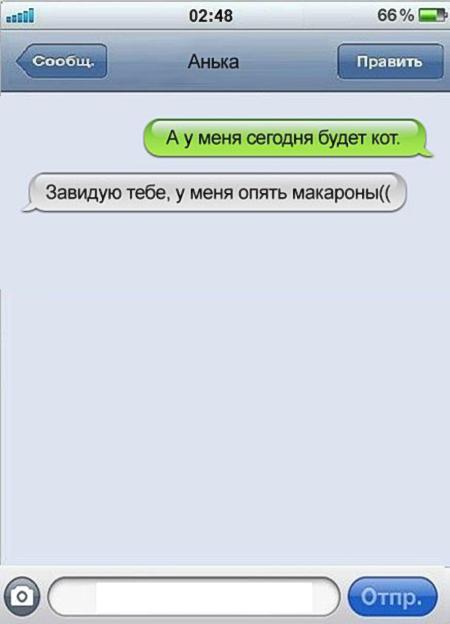 02:48
66 %
Сообщ.
Анька
Править
А у меня сегодня будет кот.
Завидую тебе, у меня опять макароны((
Отпр.